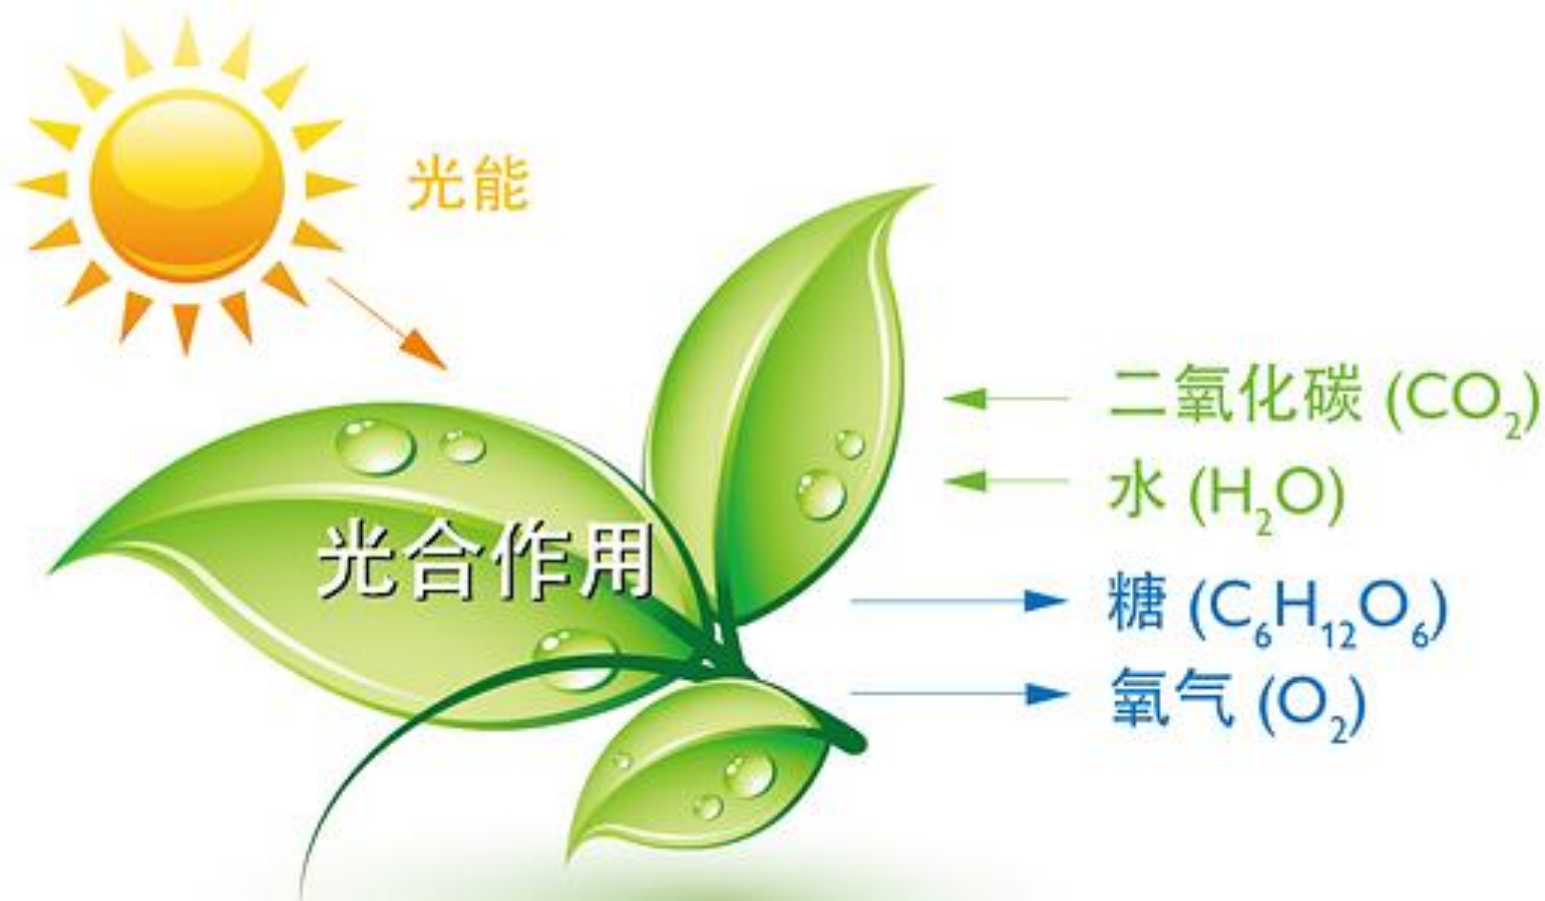 光能
二氧化碳 (CO₂)
水 (H₂O)
光合作用
糖 (C₆H₁₂O₆)
氧气 (O₂)